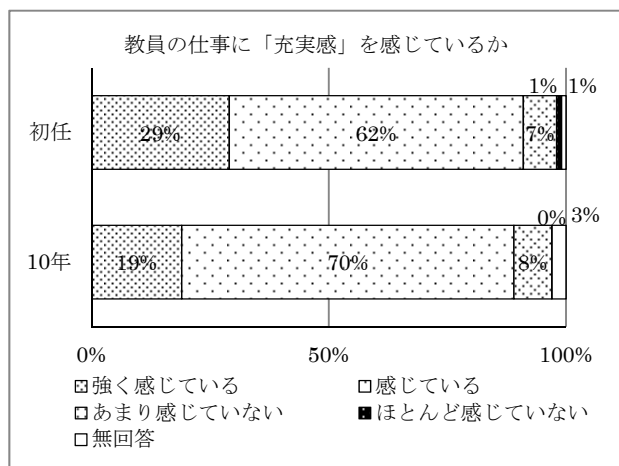 教員の仕事に「充実感」を感じているか
1% 1%
初任 29% 62% 7%
0% 3%
10年 19% 70% 8%
0% 50% 100%
強く感じている 感じている
あまり感じていない ほとんど感じていない
無回答